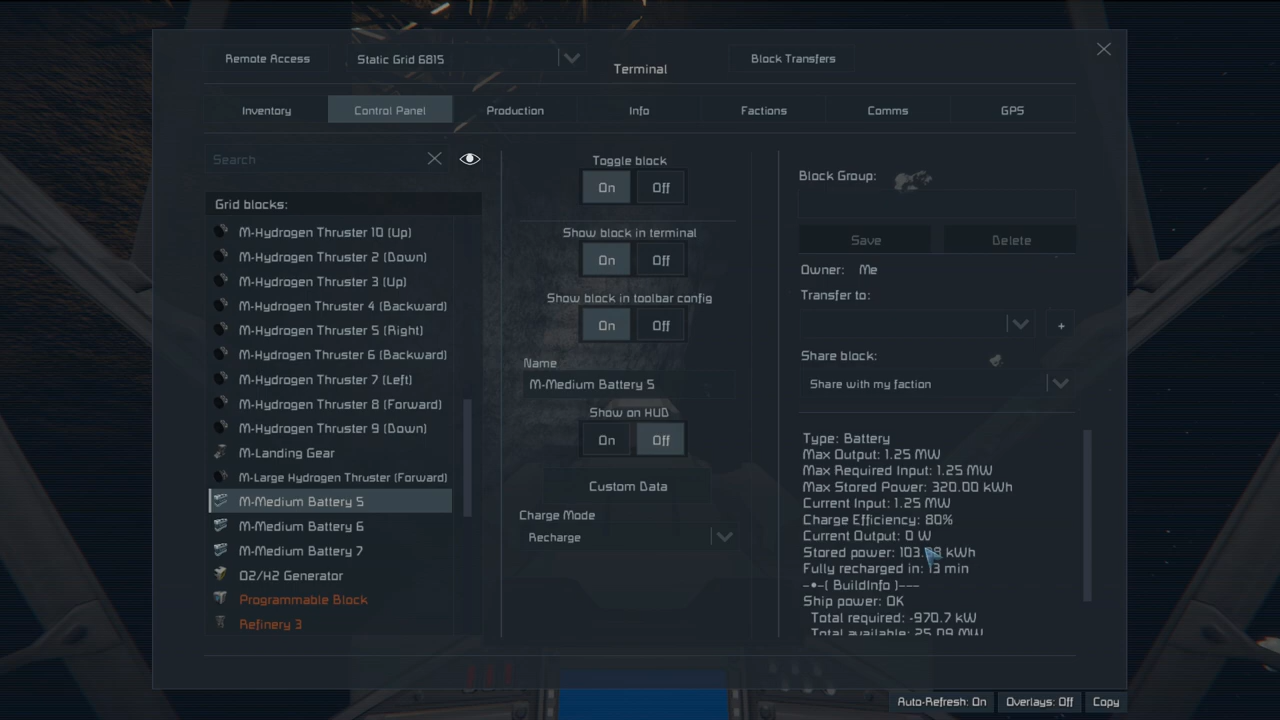 Remote Access
Static Grid 6815
Terminal
Block Transfers
Inventory
Control Panel
Production
Info
Factions
Comms
GPS
Search
Grid blocks:
M-Hydrogen Thruster 10 (Up)
M-Hydrogen Thruster 2 (Down)
M-Hydrogen Thruster 3 (Up)
M-Hydrogen Thruster 4 (Backward)
M-Hydrogen Thruster 5 (Right)
M-Hydrogen Thruster 6 (Backward)
M-Hydrogen Thruster 7 (Left)
M-Hydrogen Thruster 8 (Forward)
M-Hydrogen Thruster 9 (Down)
M-Landing Gear
M-Large Hydrogen Thruster (Forward)
M-Medium Battery 5
M-Medium Battery 6
M-Medium Battery 7
O2/H2 Generator
Programmable Block
Refinery 3
Toggle block
On Off
Show block in terminal
On Off
Show block in toolbar config
On Off
Name
M-Medium Battery 5
Show on HUD
On Off
Custom Data
Charge Mode
Recharge
Block Group:
Save Delete
Owner: Me
Transfer to:
+
Share block:
Share with my faction
Type: Battery
Max Output: 1.25 MW
Max Required Input: 1.25 MW
Max Stored Power: 320.00 kWh
Current Input: 1.25 MW
Charge Efficiency: 80%
Current Output: 0 W
Stored power: kWh
Fully recharged in: 13 min
-•-( BuildInfo )---
Ship power: OK
Total required: -970.7 kW
Total available: 25.09 MW
Auto-Refresh: On
Overlays: Off
Copy